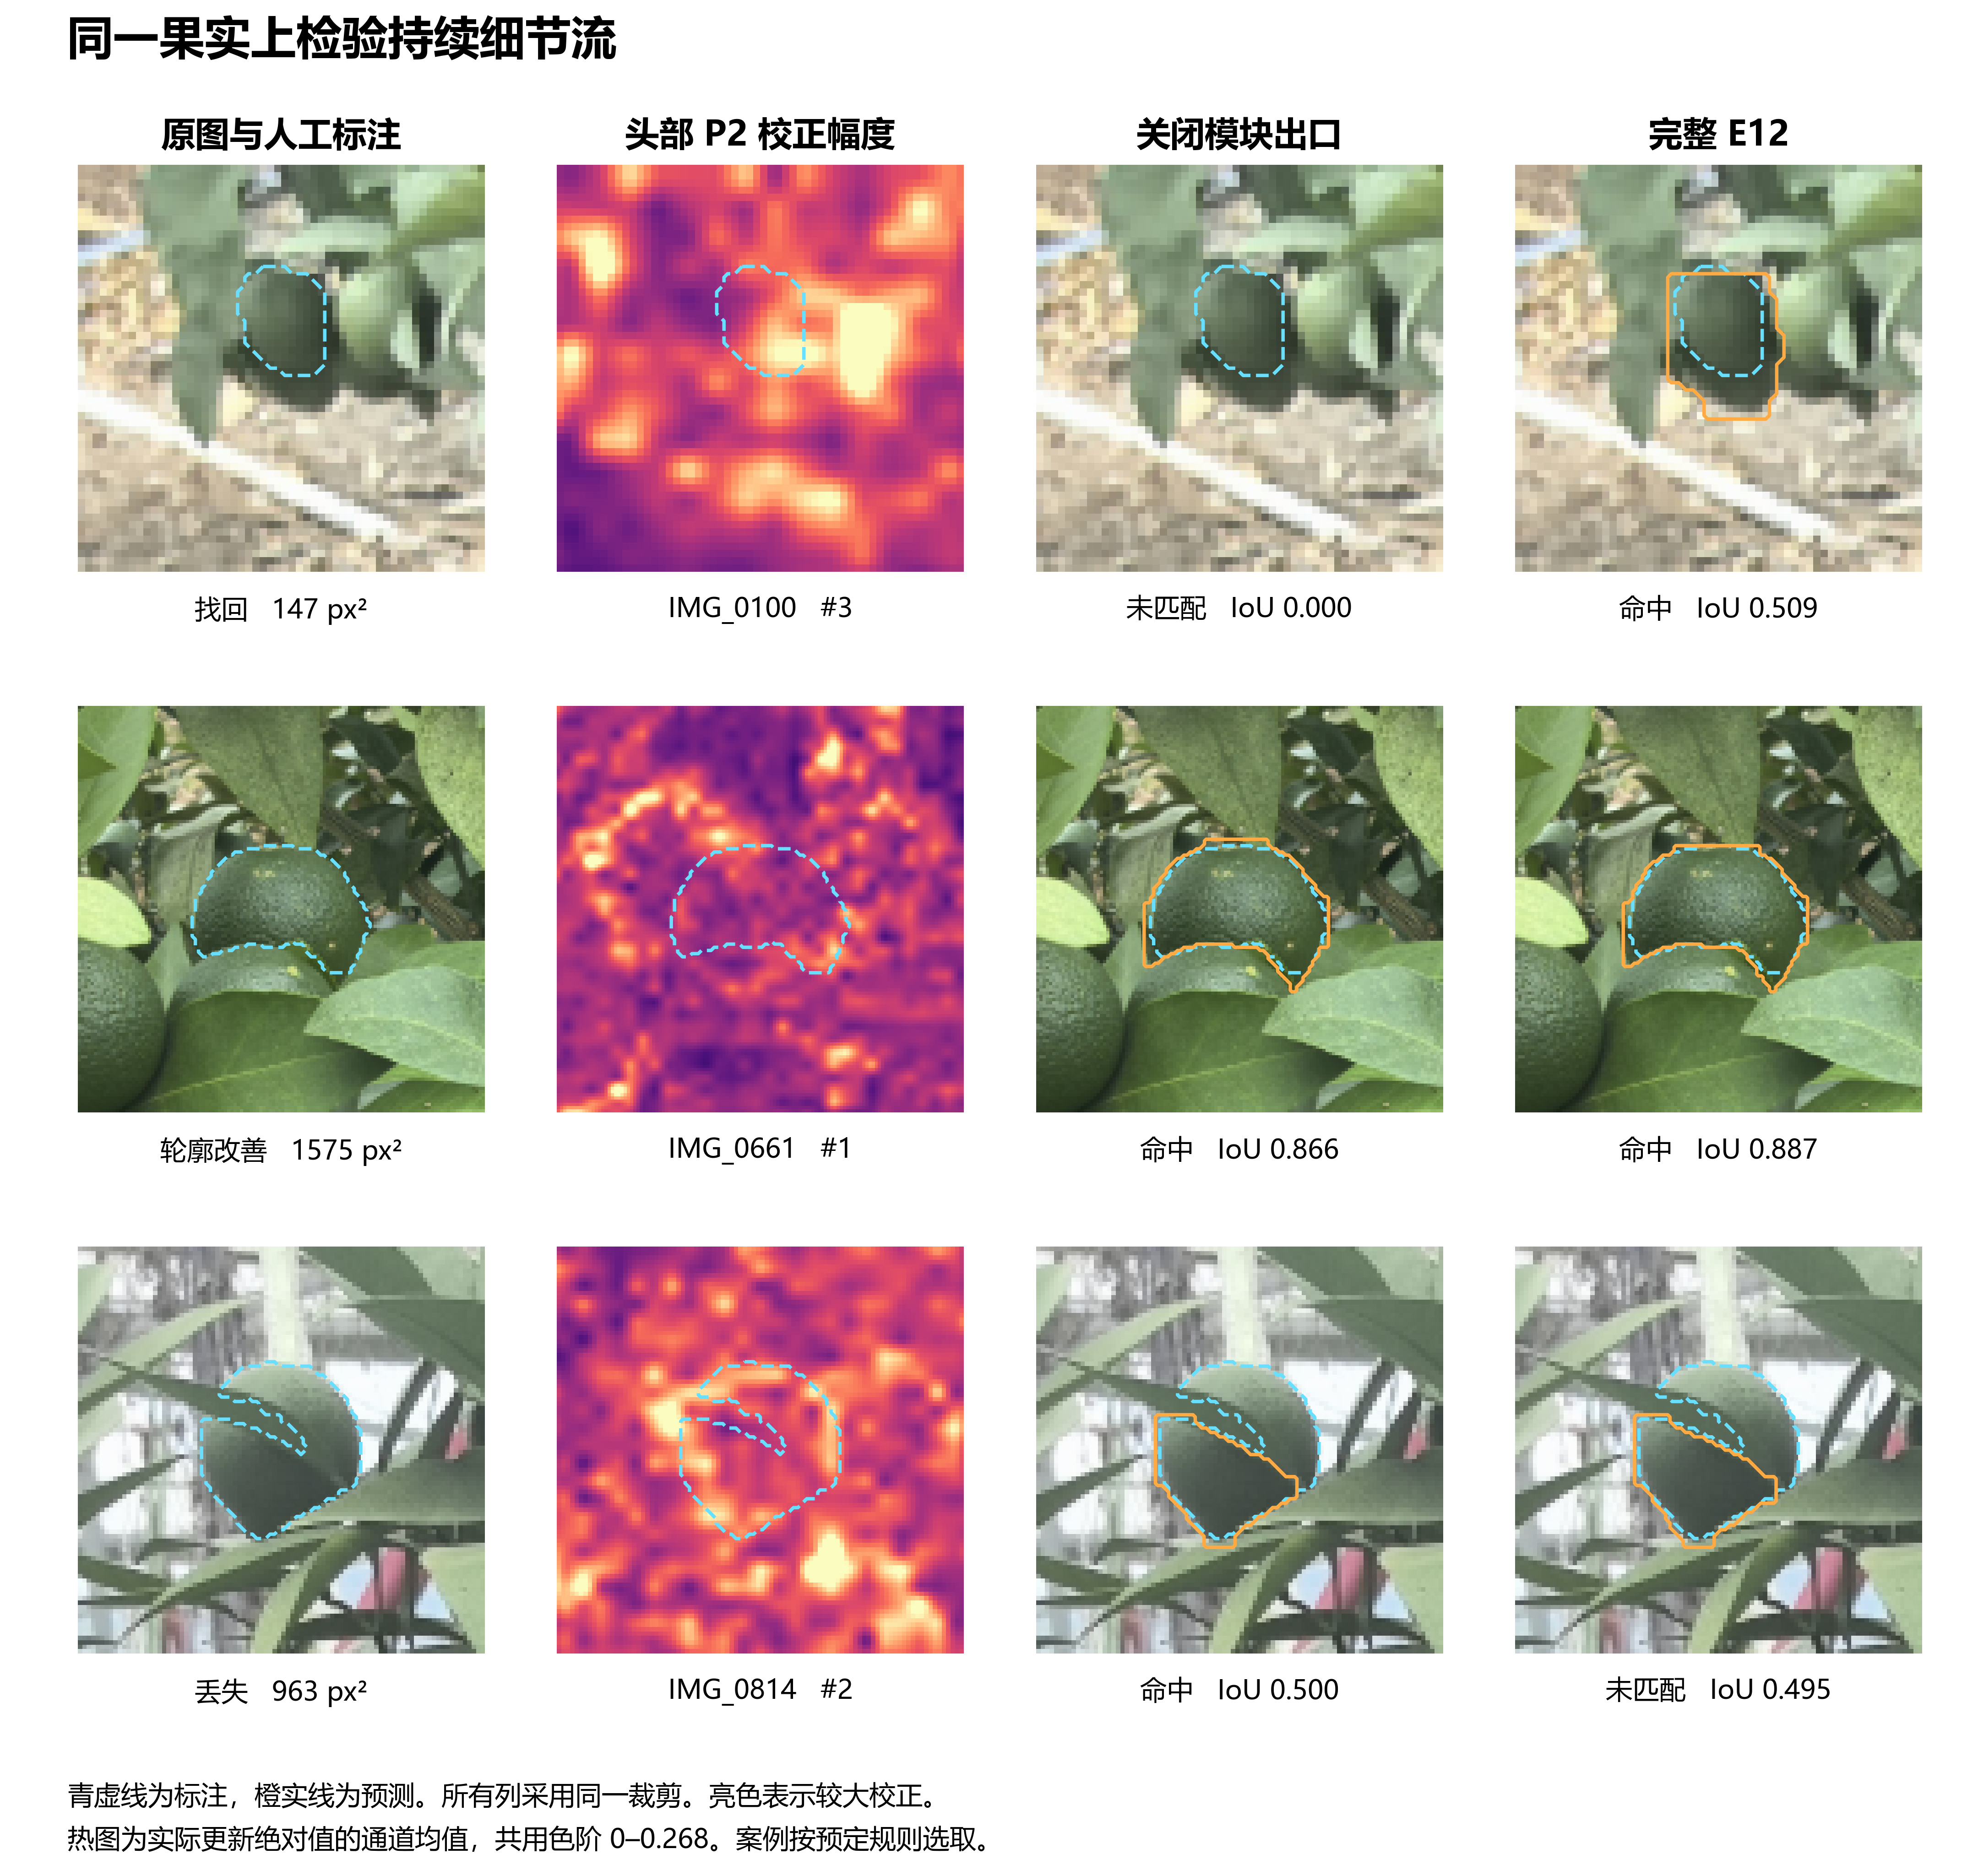 同一果实上检验持续细节流
原图与人工标注
头部 P2 校正幅度
关闭模块出口
完整 E12
找回 147 px²
IMG_0100 #3
未匹配 IoU 0.000
命中 IoU 0.509
轮廓改善 1575 px²
IMG_0661 #1
命中 IoU 0.866
命中 IoU 0.887
丢失 963 px²
IMG_0814 #2
命中 IoU 0.500
未匹配 IoU 0.495
青虚线为标注，橙实线为预测。所有列采用同一裁剪。亮色表示较大校正。
热图为实际更新绝对值的通道均值，共用色阶 0–0.268。案例按预定规则选取。